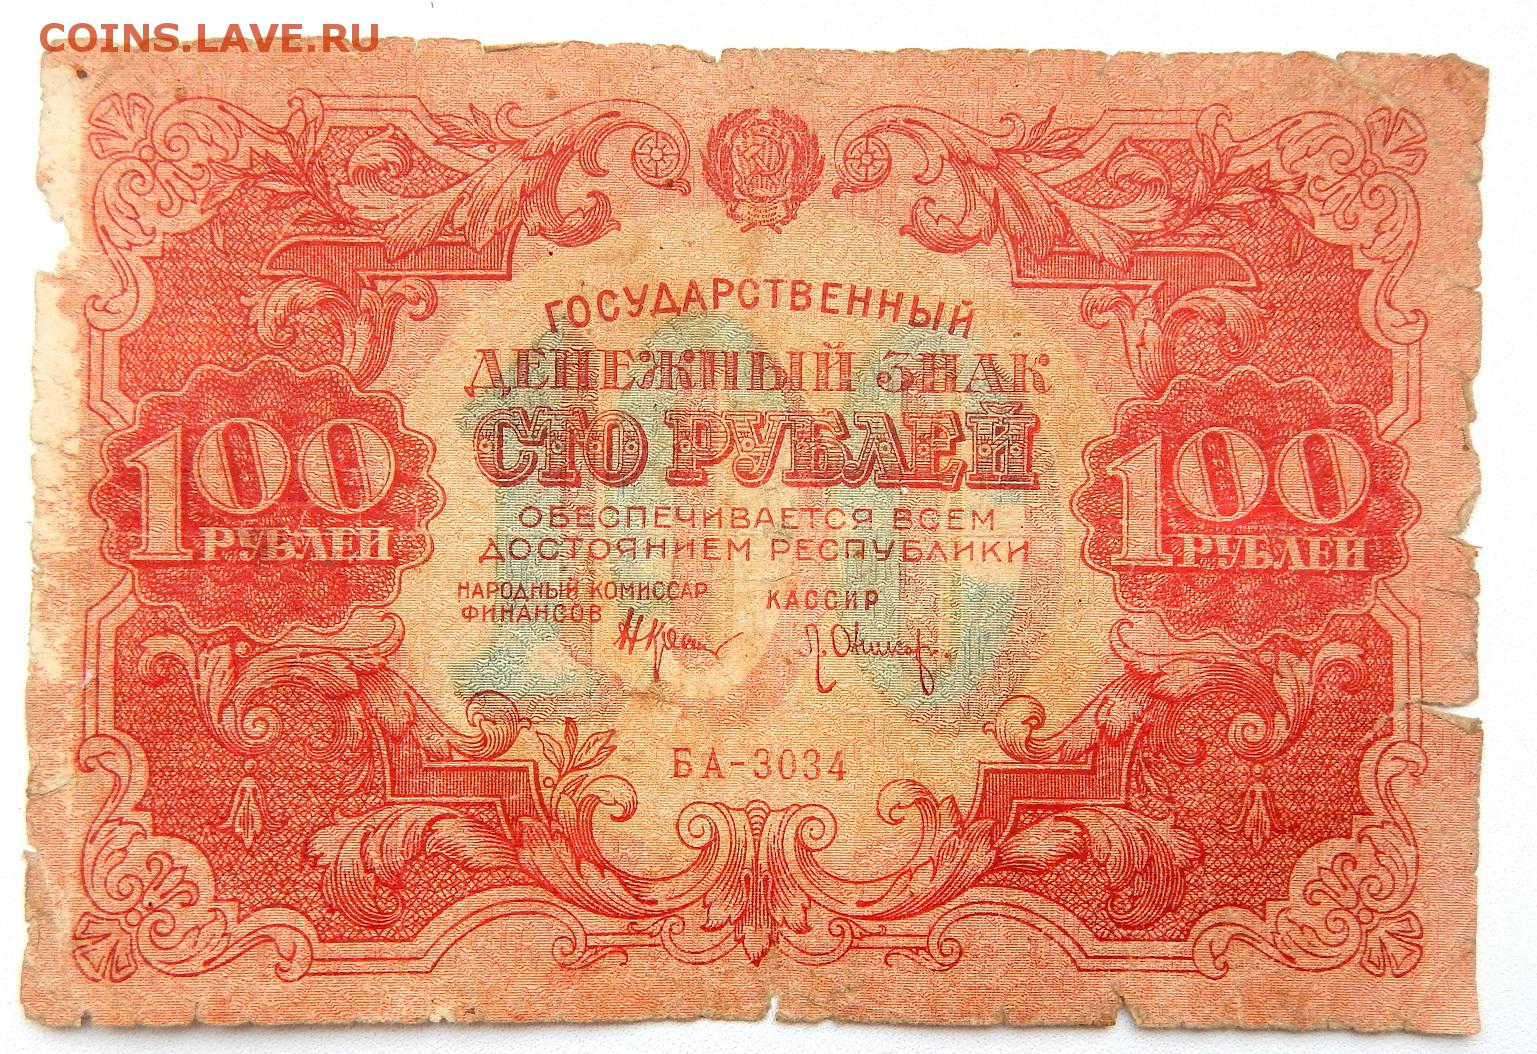 COINS.LAVE.RU
ГОСУДАРСТВЕННЫЙ
ДЕНЕЖНЫЙ ЗНАК
СТО РУБЛЕЙ
100
100
100
РУБЛЕЙ
РУБЛЕЙ
ОБЕСПЕЧИВАЕТСЯ ВСЕМ
ДОСТОЯНИЕМ РЕСПУБЛИКИ
НАРОДНЫЙ КОМИССАР
ФИНАНСОВ
КАССИР
БА-3034